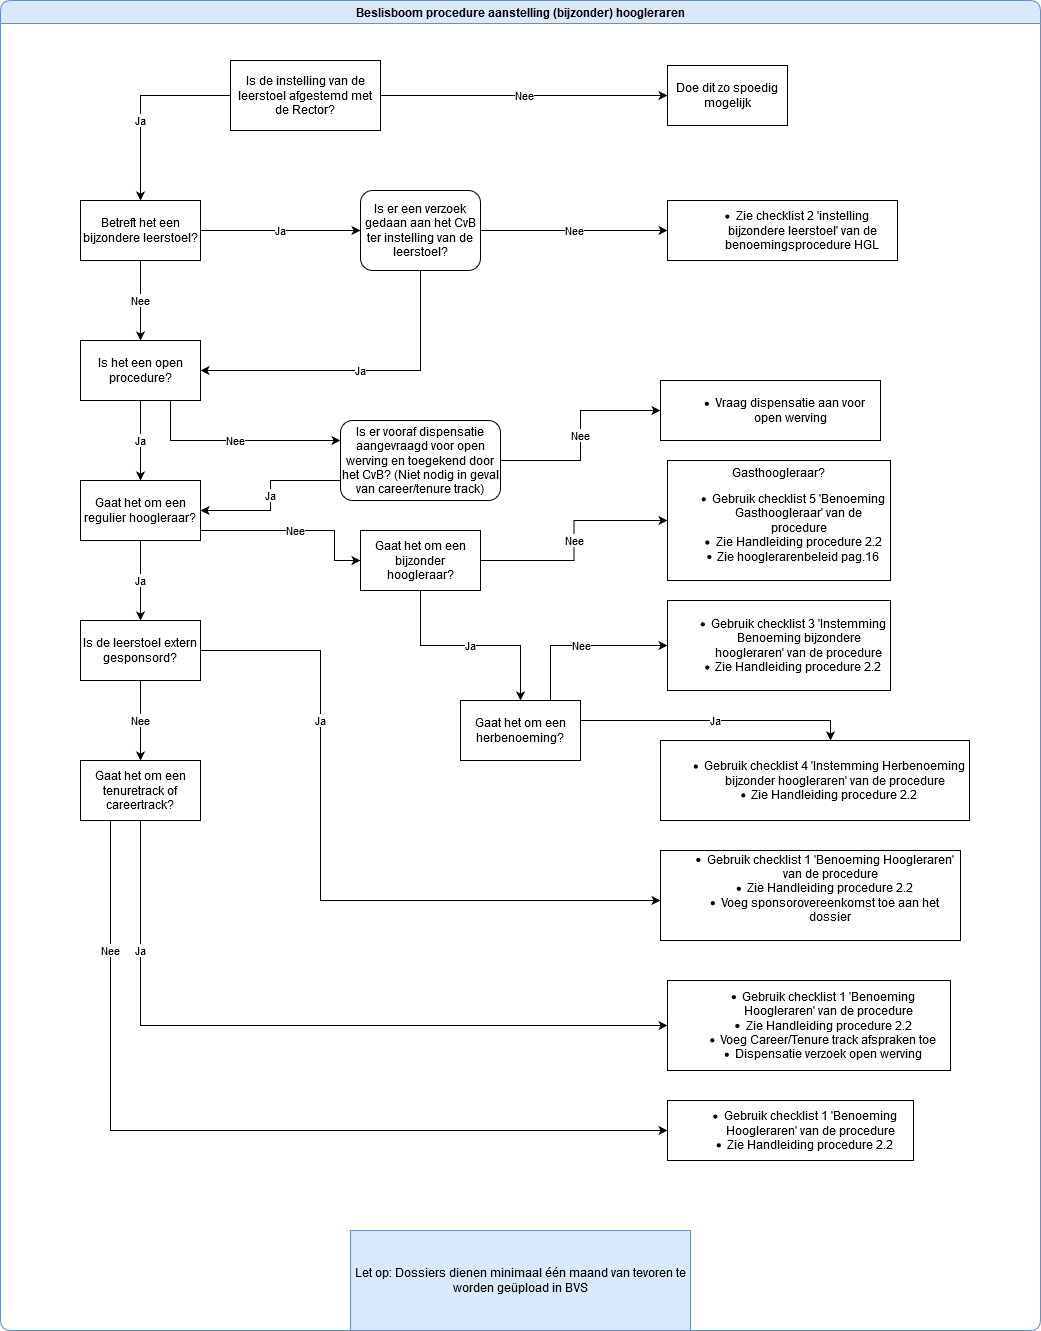 Beslisboom procedure aanstelling (bijzonder) hoogleraren
Is de instelling van de
leerstoel afgestemd met
de Rector?
Nee
Doe dit zo spoedig
mogelijk
Ja
Betreft het een
bijzondere leerstoel?
Ja
Is er een verzoek
gedaan aan het CvB
ter instelling van de
leerstoel?
Nee
• Zie checklist 2 'instelling
bijzondere leerstoel' van de
benoemingsprocedure HGL
Nee
Ja
Is het een open
procedure?
Ja
Nee
Is er vooraf dispensatie
aangevraagd voor open
werving en toegekend door
het CvB? (Niet nodig in geval
van career/tenure track)
Nee
• Vraag dispensatie aan voor
open werving
Ja
Gaat het om een
regulier hoogleraar?
Nee
Gaat het om een
bijzonder
hoogleraar?
Nee
Gasthoogleraar?
• Gebruik checklist 5 'Benoeming
Gasthoogleraar' van de
procedure
• Zie Handleiding procedure 2.2
• Zie hooglerarenbeleid pag.16
Ja
Is de leerstoel extern
gesponsord?
Ja
Nee
• Gebruik checklist 3 'Instemming
Benoeming bijzondere
hoogleraren' van de procedure
• Zie Handleiding procedure 2.2
Gaat het om een
herbenoeming?
Ja
• Gebruik checklist 4 'Instemming Herbenoeming
bijzonder hoogleraren' van de procedure
• Zie Handleiding procedure 2.2
Nee
Ja
Gaat het om een
tenuretrack of
careertrack?
• Gebruik checklist 1 'Benoeming Hoogleraren'
van de procedure
• Zie Handleiding procedure 2.2
• Voeg sponsorovereenkomst toe aan het
dossier
Nee
Ja
• Gebruik checklist 1 'Benoeming
Hoogleraren' van de procedure
• Zie Handleiding procedure 2.2
• Voeg Career/Tenure track afspraken toe
• Dispensatie verzoek open werving
• Gebruik checklist 1 'Benoeming
Hoogleraren' van de procedure
• Zie Handleiding procedure 2.2
Let op: Dossiers dienen minimaal één maand van tevoren te
worden geüpload in BVS